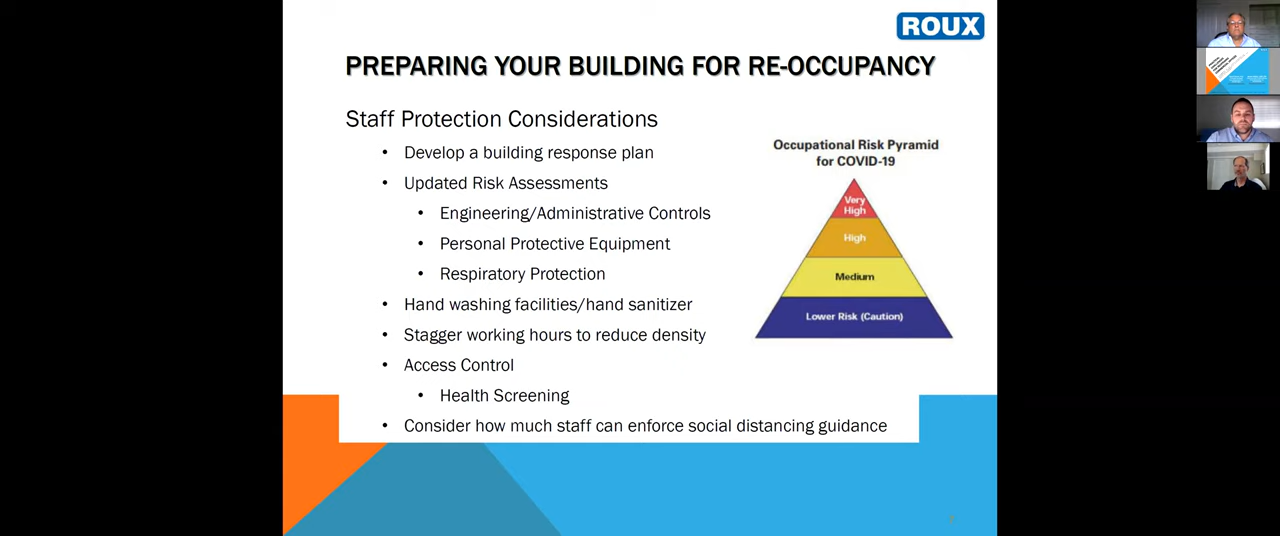 ROUX
PREPARING YOUR BUILDING FOR RE-OCCUPANCY
Staff Protection Considerations
• Develop a building response plan
• Updated Risk Assessments
• Engineering/Administrative Controls
• Personal Protective Equipment
• Respiratory Protection
• Hand washing facilities/hand sanitizer
• Stagger working hours to reduce density
• Access Control
• Health Screening
• Consider how much staff can enforce social distancing guidance
Occupational Risk Pyramid
for COVID-19
Very
High
High
Medium
Lower Risk (Caution)